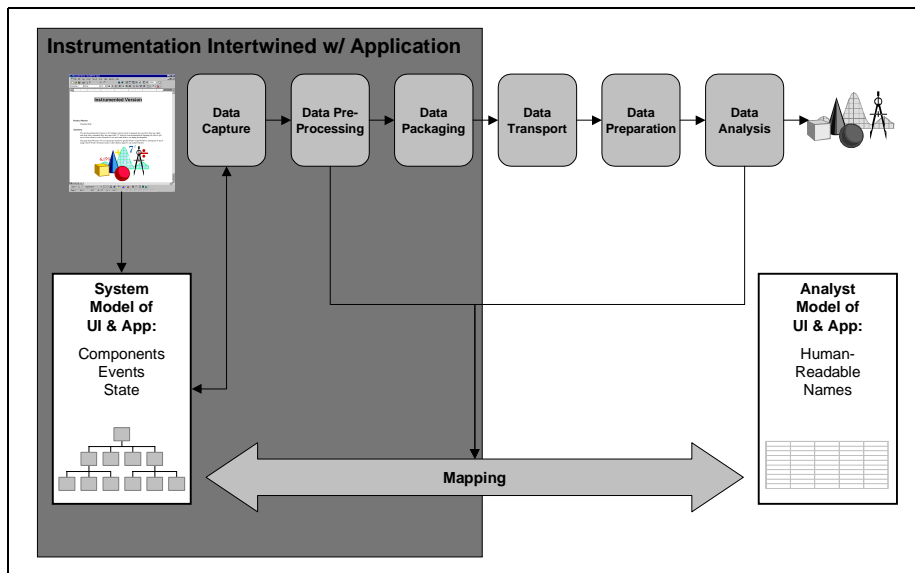 Instrumentation Intertwined w/ Application
Instrumented Version
Data
Capture
Data Pre-
Processing
Data
Packaging
Data
Transport
Data
Preparation
Data
Analysis
System
Model of
UI & App:
Components
Events
State
Analyst
Model of
UI & App:
Human-
Readable
Names
Mapping